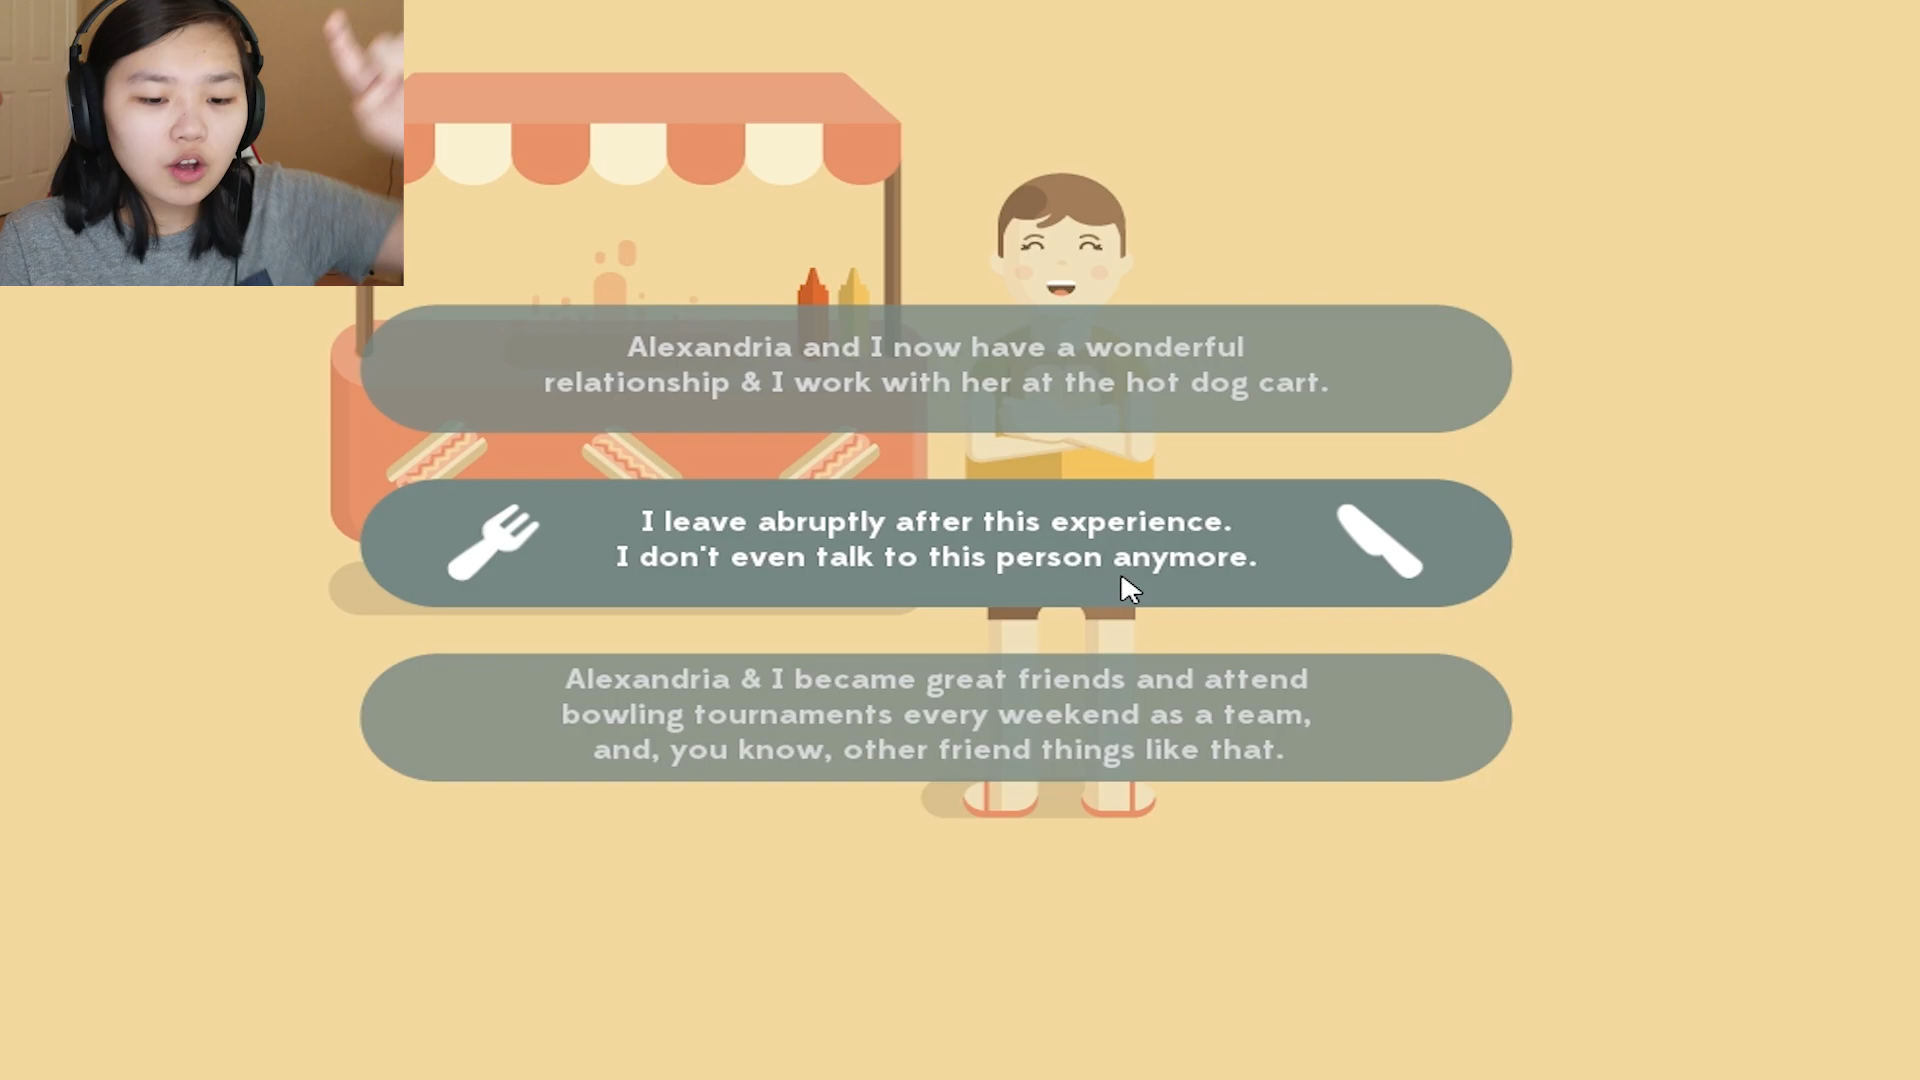 Alexandria and I now have a wonderful
relationship & I work with her at the hot dog cart.
I leave abruptly after this experience.
I don't even talk to this person anymore.
Alexandria & I became great friends and attend
bowling tournaments every weekend as a team,
and, you know, other friend things like that.